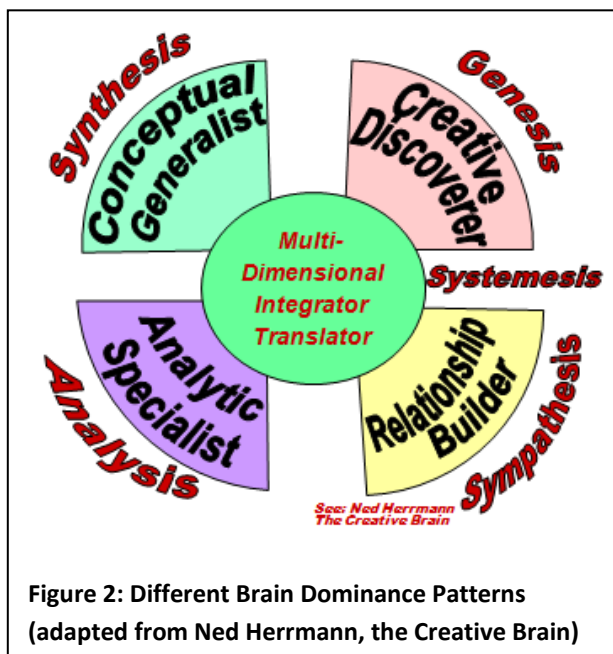 Synthesis
Conceptual
Generalist
Genesis
Creative
Discoverer
Multi-
Dimensional
Integrator
Translator
Systemesis
Analysis
Analytic
Specialist
Relationship
Builder
Sympathesis
See: Ned Herrmann
The Creative Brain
Figure 2: Different Brain Dominance Patterns
(adapted from Ned Herrmann, the Creative Brain)